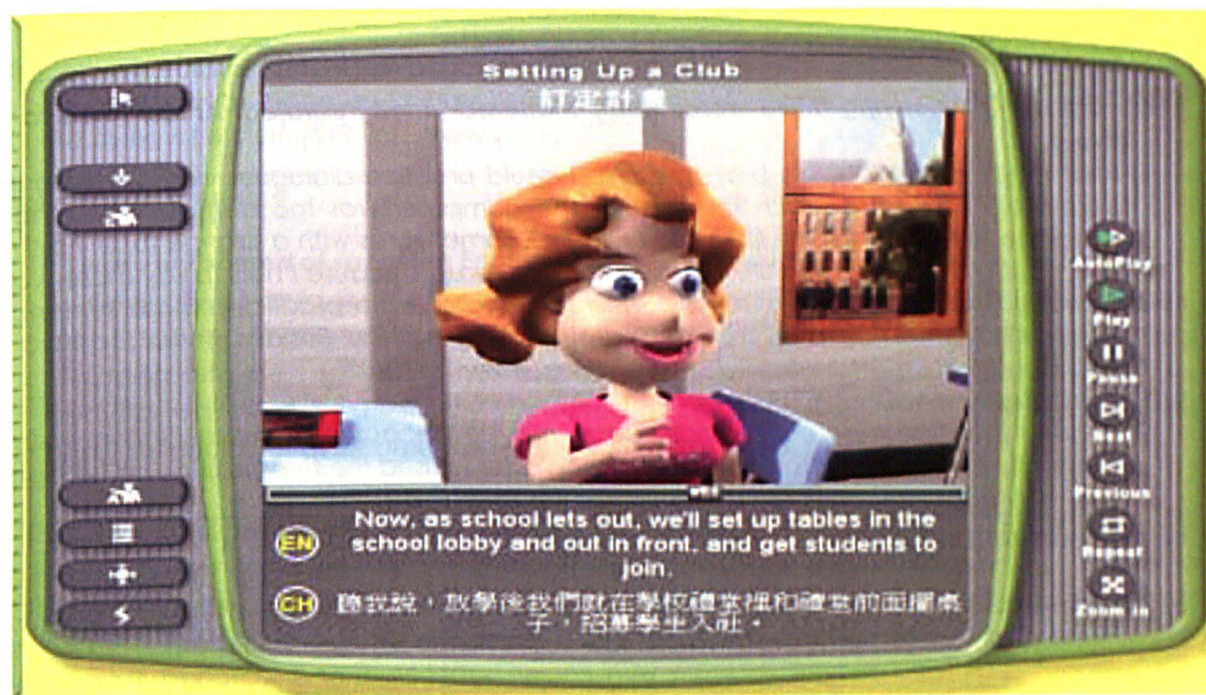 Setting Up a Club
訂定計畫
AutoPlay
Play
Pause
Next
Previous
Repeat
Zoom in
EN
Now, as school lets out, we'll set up tables in the
school lobby and out in front, and get students to
join.
CH
聽我說，放學後我們就在學校禮堂裡和禮堂前面擺桌
子，招募學生入社。